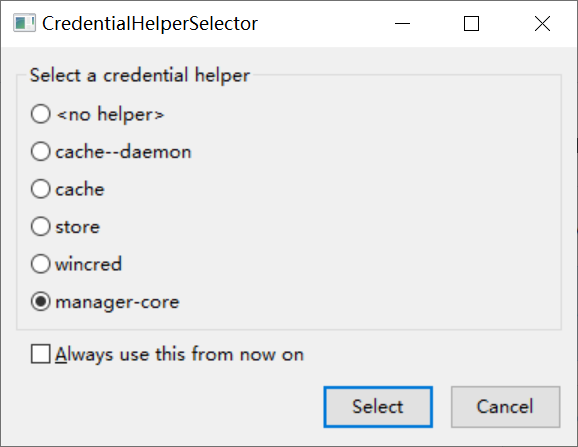 CredentialHelperSelector
Select a credential helper
<no helper>
cache--daemon
cache
store
wincred
manager-core
Always use this from now on
Select
Cancel